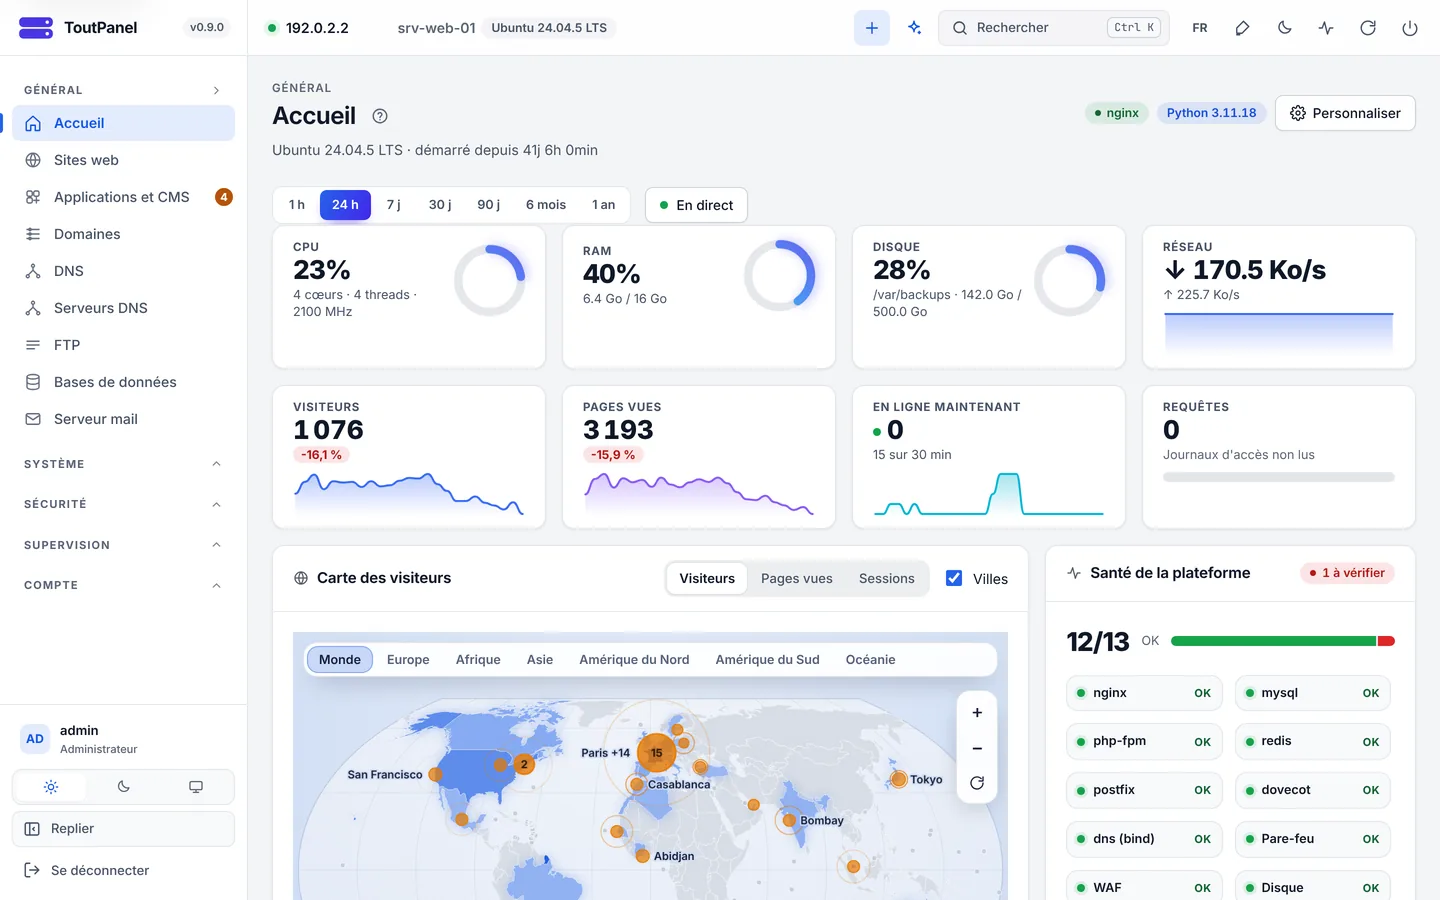 ToutPanel
v0.9.0
192.0.2.2
srv-web-01
Ubuntu 24.04.5 LTS
Rechercher
Ctrl K
FR
GÉNÉRAL
Accueil
Sites web
Applications et CMS
4
Domaines
DNS
Serveurs DNS
FTP
Bases de données
Serveur mail
SYSTÈME
SÉCURITÉ
SUPERVISION
COMPTE
AD
admin
Administrateur
Replier
Se déconnecter
GÉNÉRAL
Accueil
Ubuntu 24.04.5 LTS · démarré depuis 41j 6h 0min
nginx
Python 3.11.18
Personnaliser
1 h
24 h
7 j
30 j
90 j
6 mois
1 an
En direct
CPU
23%
4 cœurs · 4 threads ·
2100 MHz
RAM
40%
6.4 Go / 16 Go
DISQUE
28%
/var/backups · 142.0 Go /
500.0 Go
RÉSEAU
↓ 170.5 Ko/s
↑ 225.7 Ko/s
VISITEURS
1 076
-16,1 %
PAGES VUES
3 193
-15,9 %
EN LIGNE MAINTENANT
0
15 sur 30 min
REQUÊTES
0
Journaux d'accès non lus
Carte des visiteurs
Visiteurs
Pages vues
Sessions
Villes
Monde
Europe
Afrique
Asie
Amérique du Nord
Amérique du Sud
Océanie
+
−
San Francisco
2
Paris +14
15
Casablanca
Abidjan
Bombay
Tokyo
Santé de la plateforme
1 à vérifier
12/13
OK
nginx OK
mysql OK
php-fpm OK
redis OK
postfix OK
dovecot OK
dns (bind) OK
Pare-feu OK
WAF OK
Disque OK